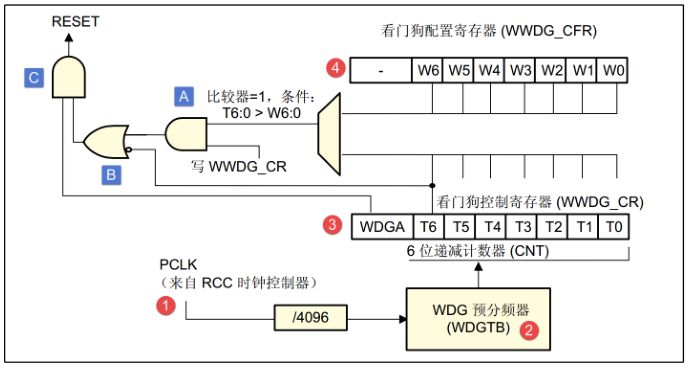 RESET
看门狗配置寄存器 (WWDG_CFR)
4 - W6 W5 W4 W3 W2 W1 W0
C
A
比较器=1，条件：
T6:0 > W6:0
B
写 WWDG_CR
看门狗控制寄存器 (WWDG_CR)
3 WDGA T6 T5 T4 T3 T2 T1 T0
6 位递减计数器 (CNT)
PCLK
（来自 RCC 时钟控制器）
1
/4096
WDG 预分频器
(WDGTB) 2